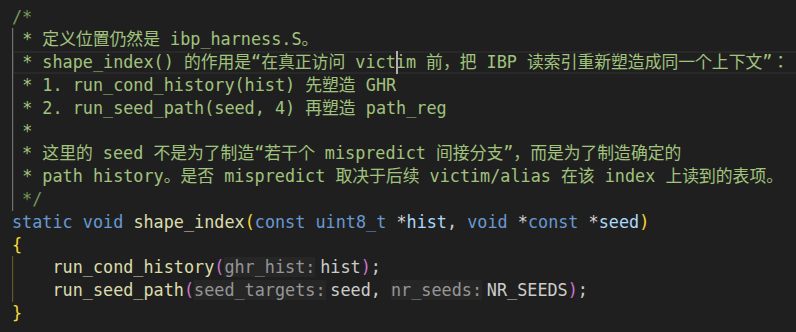 /*
 * 定义位置仍然是 ibp_harness.S。
 * shape_index() 的作用是“在真正访问 victim 前，把 IBP 读索引重新塑造成同一个上下文”：
 * 1. run_cond_history(hist) 先塑造 GHR
 * 2. run_seed_path(seed, 4) 再塑造 path_reg
 *
 * 这里的 seed 不是为了制造“若干个 mispredict 间接分支”，而是为了制造确定的
 * path history。是否 mispredict 取决于后续 victim/alias 在该 index 上读到的表项。
 */
static void shape_index(const uint8_t *hist, void *const *seed)
{
    run_cond_history(ghr_hist: hist);
    run_seed_path(seed_targets: seed, nr_seeds: NR_SEEDS);
}